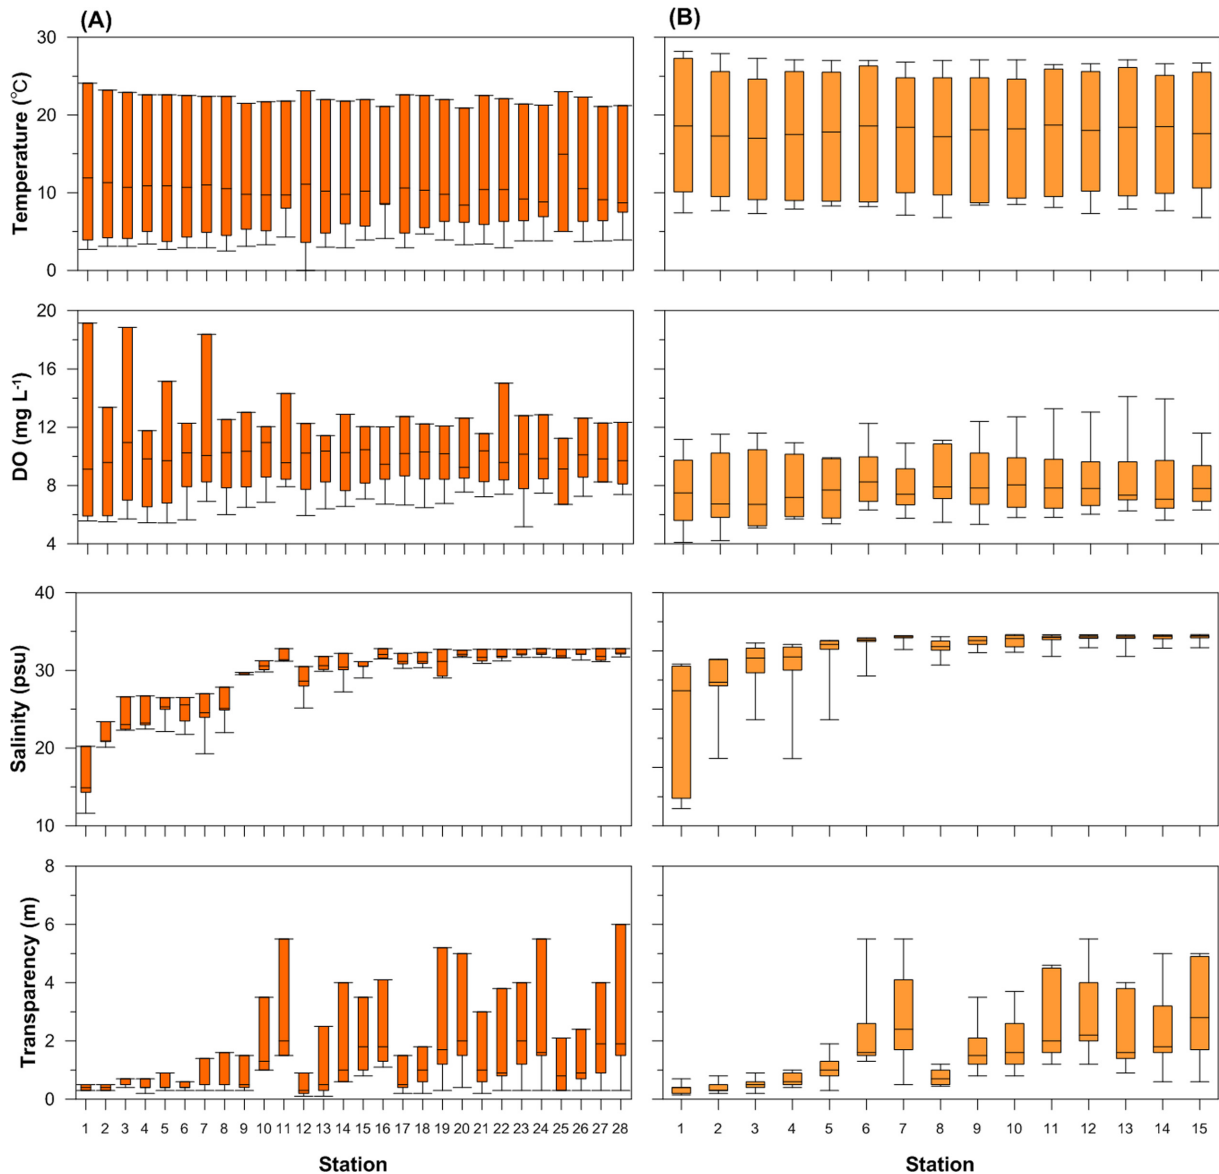 (A)
(B)
30
20
10
0
Temperature (°C)
20
16
12
8
4
DO (mg L-1)
40
30
20
10
Salinity (psu)
8
6
4
2
0
Transparency (m)
1 2 3 4 5 6 7 8 9 10 11 12 13 14 15 16 17 18 19 20 21 22 23 24 25 26 27 28
1 2 3 4 5 6 7 8 9 10 11 12 13 14 15
Station
Station